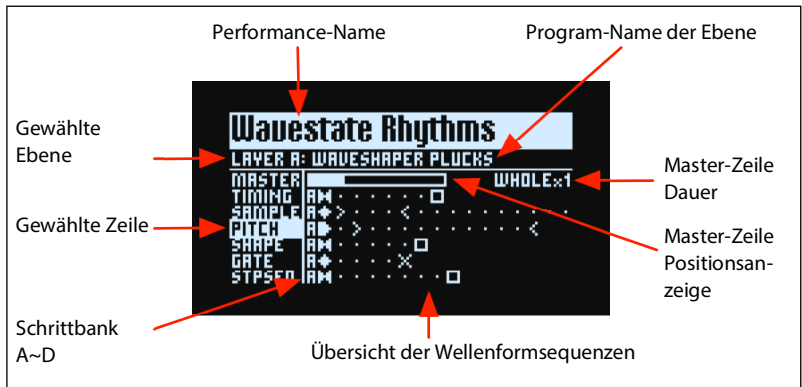 Performance-Name
Program-Name der Ebene
Gewählte
Ebene
Wavestate Rhythms
LAYER A: WAVESHAPER PLUCKS
MASTER WHOLEx1
TIMING A
SAMPLE A
PITCH A
SHAPE A
GATE A
STPSEQ A
Gewählte Zeile
Master-Zeile
Dauer
Master-Zeile
Positionsan-
zeige
Schrittbank
A~D
Übersicht der Wellenformsequenzen